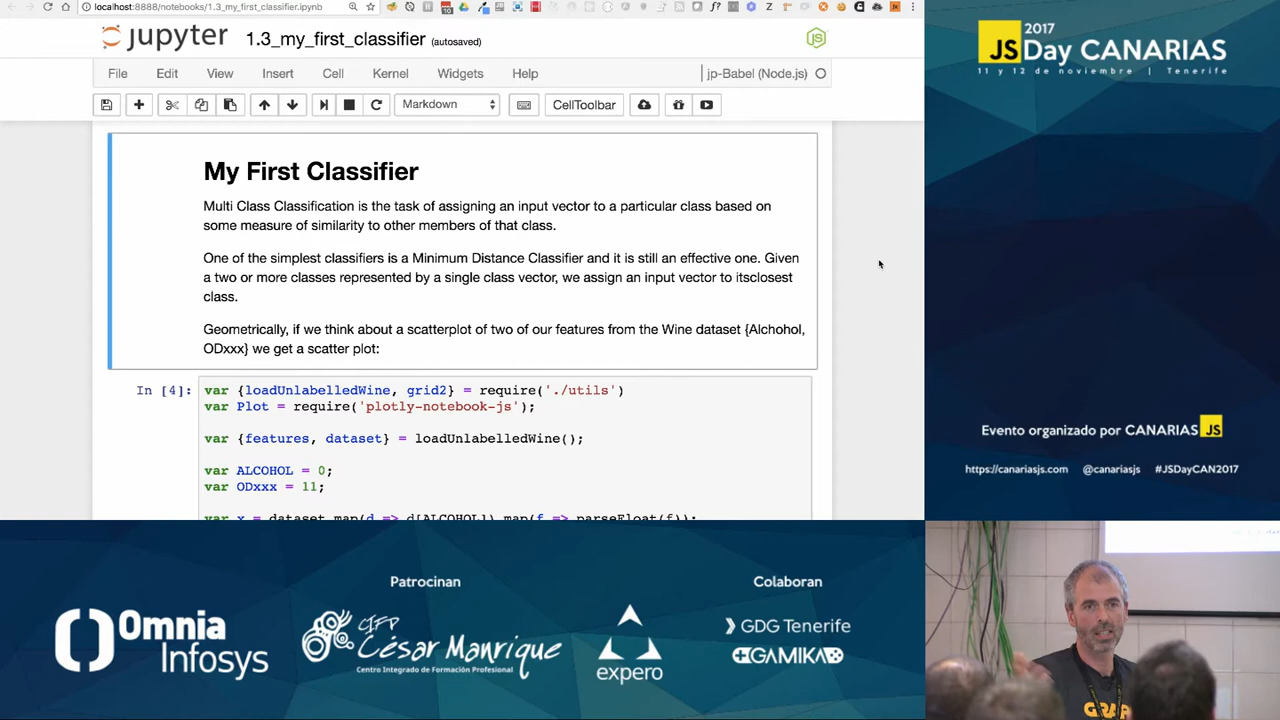 localhost:8888/notebooks/1.3_my_first_classifier.ipynb
jupyter 1.3_my_first_classifier (autosaved)
File Edit View Insert Cell Kernel Widgets Help jp-Babel (Node.js)
Markdown CellToolbar
My First Classifier
Multi Class Classification is the task of assigning an input vector to a particular class based on
some measure of similarity to other members of that class.
One of the simplest classifiers is a Minimum Distance Classifier and it is still an effective one. Given
a two or more classes represented by a single class vector, we assign an input vector to itsclosest
class.
Geometrically, if we think about a scatterplot of two of our features from the Wine dataset {Alchohol,
ODxxx} we get a scatter plot:
In [4]:
var {loadUnlabelledWine, grid2} = require('./utils')
var Plot = require('plotly-notebook-js');
var {features, dataset} = loadUnlabelledWine();
var ALCOHOL = 0;
var ODxxx = 11;
var x = dataset.map(d => d[ALCOHOL]).map(f => parseFloat(f));
2017
JSDay CANARIAS
11 y 12 de noviembre | Tenerife
Evento organizado por CANARIAS JS
https://canariasjs.com @canariasjs #JSDayCAN2017
Patrocinan
Omnia
Infosys
CIFP
César Manrique
Centro Integrado de Formación Profesional
expero
Colaboran
GDG Tenerife
GAMIKA